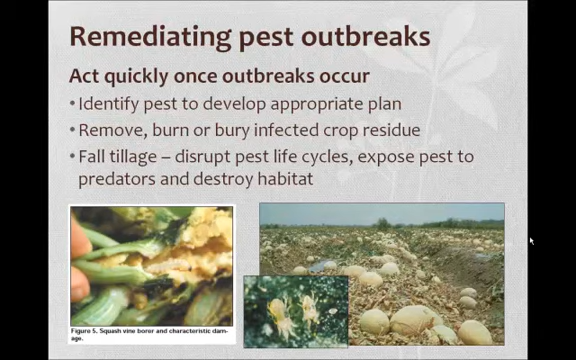 Remediating pest outbreaks
Act quickly once outbreaks occur
• Identify pest to develop appropriate plan
• Remove, burn or bury infected crop residue
• Fall tillage – disrupt pest life cycles, expose pest to
predators and destroy habitat
Figure 5. Squash vine borer and characteristic dam-
age.